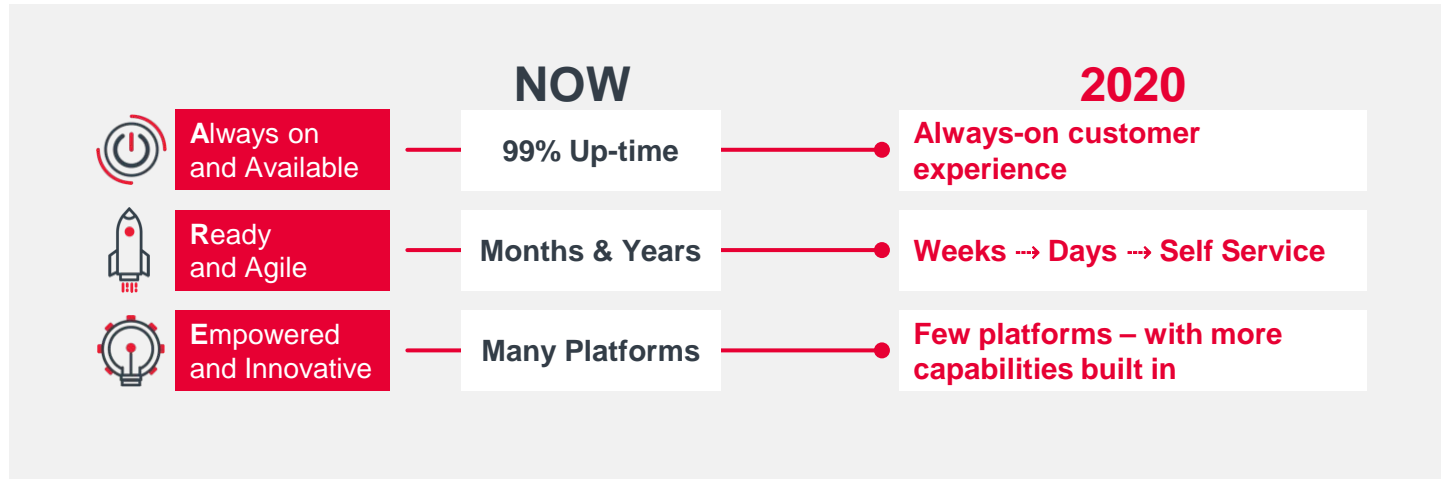 NOW
2020
Always on
and Available
99% Up-time
Always-on customer
experience
Ready
and Agile
Months & Years
Weeks ⇢ Days ⇢ Self Service
Empowered
and Innovative
Many Platforms
Few platforms – with more
capabilities built in